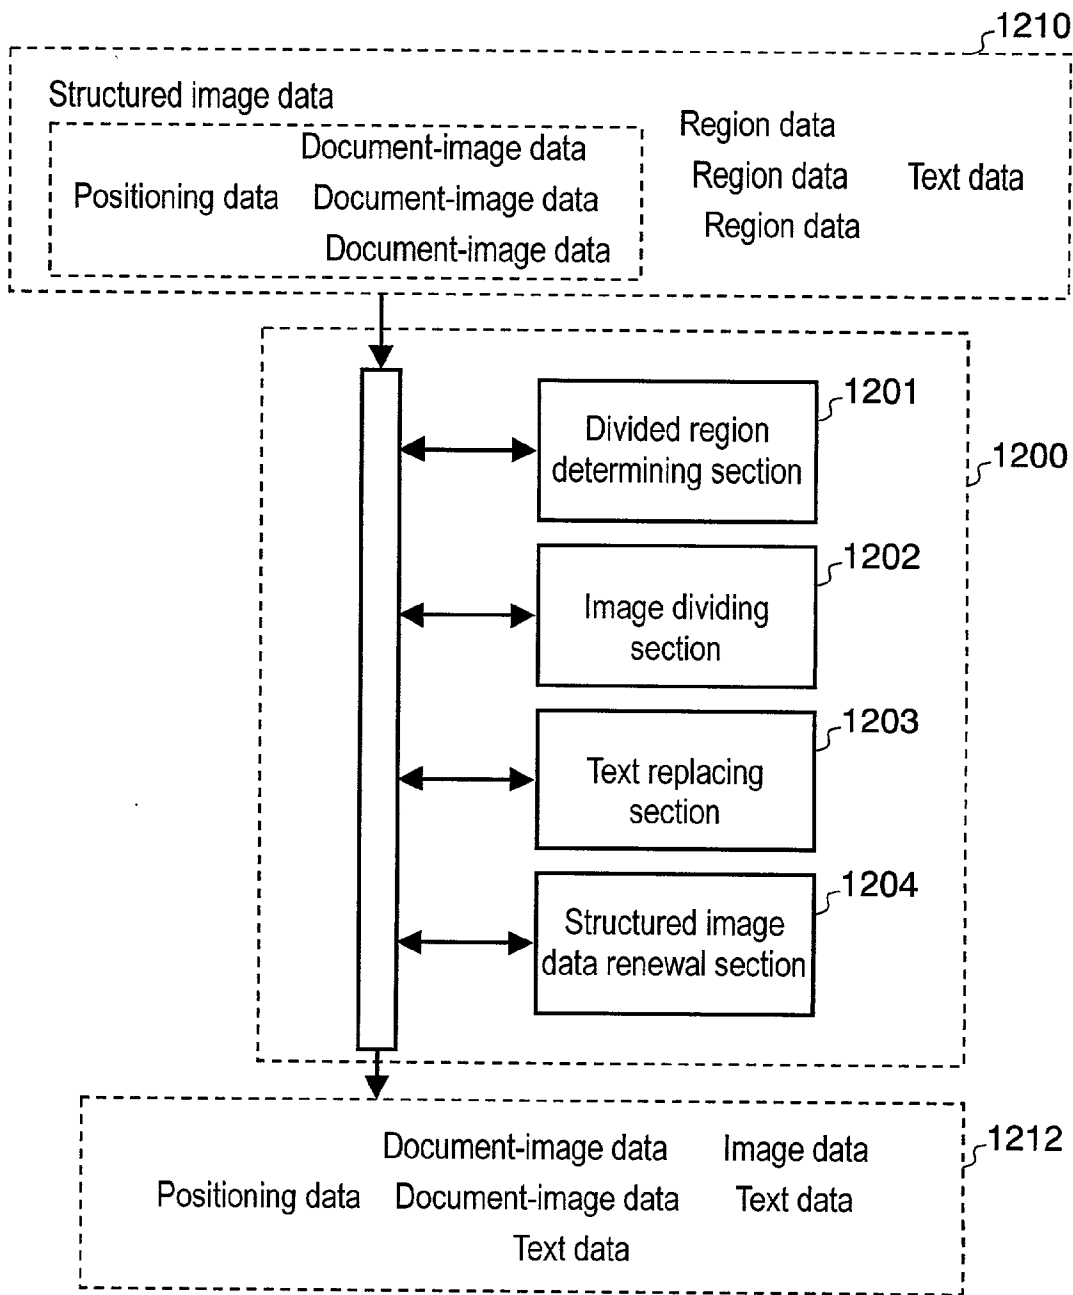 1210
Structured image data
Document-image data
Positioning data Document-image data
Document-image data
Region data
Region data Text data
Region data
1201
Divided region
determining section
1200
1202
Image dividing
section
1203
Text replacing
section
1204
Structured image
data renewal section
1212
Document-image data Image data
Positioning data Document-image data Text data
Text data